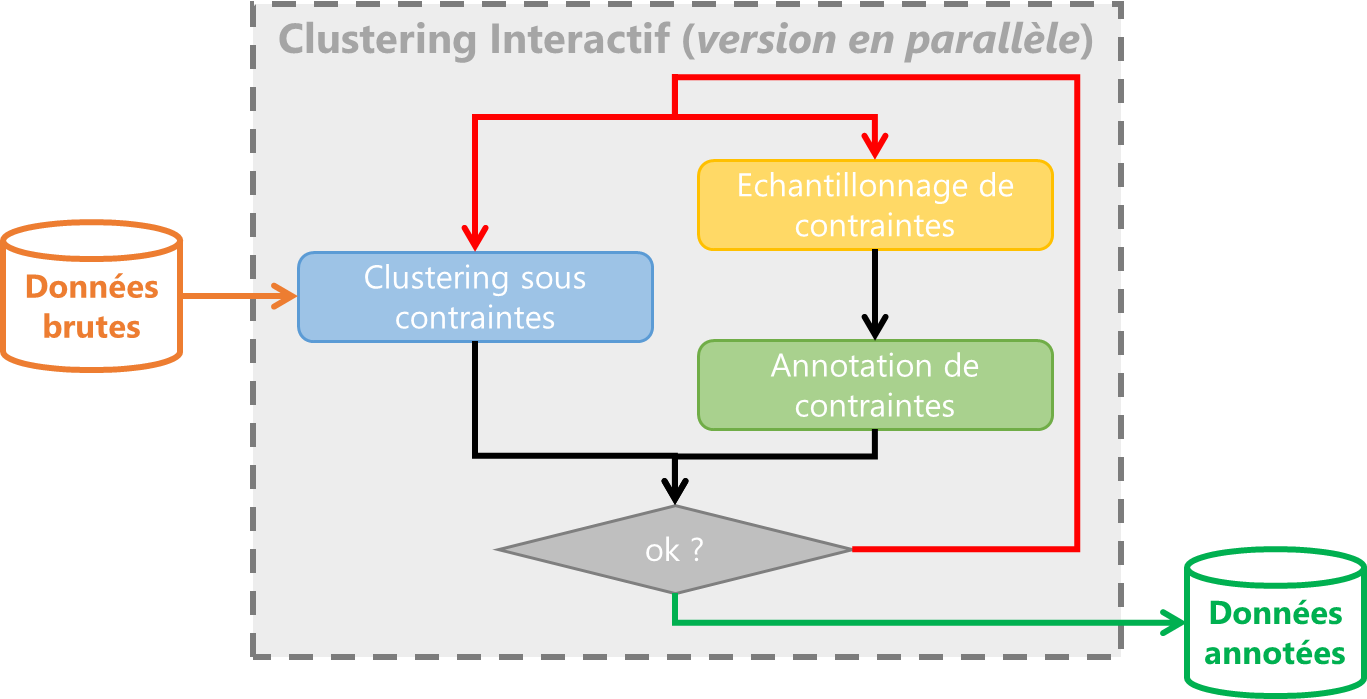 Clustering Interactif (version en parallèle)
Echantillonnage de
contraintes
Données
brutes
Clustering sous
contraintes
Annotation de
contraintes
ok ?
Données
annotées